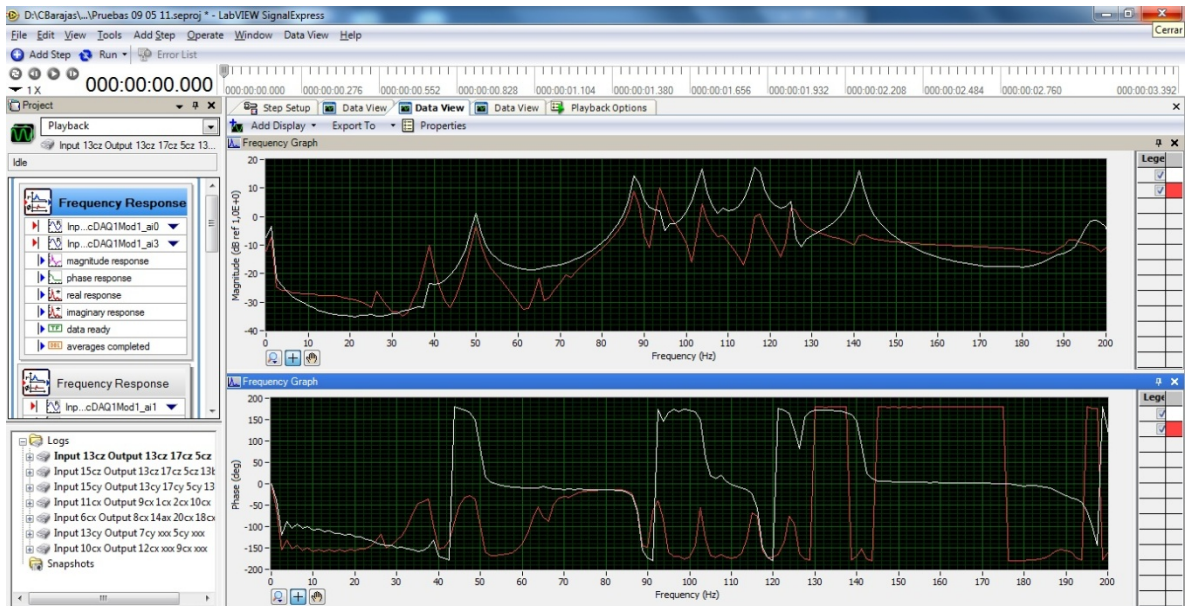 D:\CBarajas\...\Pruebas 09 05 11.seproj * - LabVIEW SignalExpress
Cerrar
File Edit View Tools Add Step Operate Window Data View Help
Add Step Run Error List
1 X 000:00:00.000
000:00:00.000 000:00:00.276 000:00:00.552 000:00:00.828 000:00:01.104 000:00:01.380 000:00:01.656 000:00:01.932 000:00:02.208 000:00:02.484 000:00:02.760 000:00:03.392
Project
Playback
Input 13cz Output 13cz 17cz 5cz 13...
Idle
Frequency Response
Inp...cDAQ1Mod1_ai0
Inp...cDAQ1Mod1_ai3
magnitude response
phase response
real response
imaginary response
data ready
averages completed
Frequency Response
Inp...cDAQ1Mod1_ai1
Logs
Input 13cz Output 13cz 17cz 5cz
Input 15cz Output 13cz 17cz 5cz 13b
Input 15cy Output 13cy 17cy 5cy 13
Input 11cx Output 9cx 1cx 2cx 10cx
Input 6cx Output 8cx 14ax 20cx 18cx
Input 13cy Output 7cy xxx 5cy xxx
Input 10cx Output 12cx xxx 9cx xxx
Snapshots
Step Setup Data View Data View Data View Playback Options
Add Display Export To Properties
Frequency Graph
Lege
Magnitude (dB ref 1,0E+0)
20
10
0
-10
-20
-30
-40
0 10 20 30 40 50 60 70 80 90 100 110 120 130 140 150 160 170 180 190 200
Frequency (Hz)
Frequency Graph
Lege
Phase (deg)
200
150
100
50
0
-50
-100
-150
-200
0 10 20 30 40 50 60 70 80 90 100 110 120 130 140 150 160 170 180 190 200
Frequency (Hz)